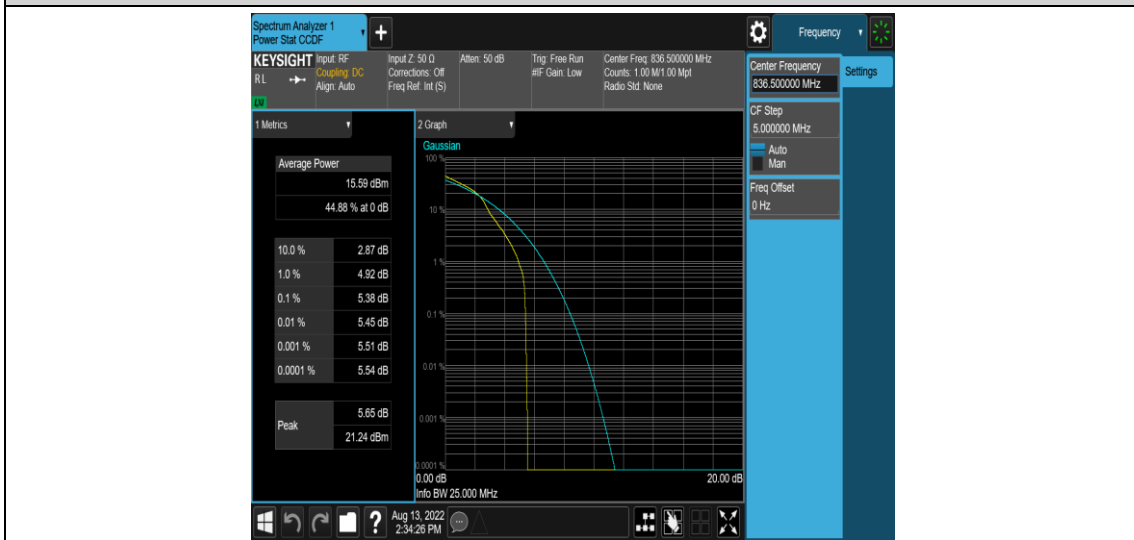 Spectrum Analyzer 1
Power Stat CCDF
+
Frequency
KEYSIGHT
RL
LM
Input: RF
Coupling: DC
Align: Auto
Input Z: 50 Ω
Corrections: Off
Freq Ref: Int (S)
Atten: 50 dB
Trig: Free Run
#IF Gain: Low
Center Freq: 836.500000 MHz
Counts: 1.00 M/1.00 Mpt
Radio Std: None
Center Frequency
836.500000 MHz
Settings
CF Step
5.000000 MHz
Auto
Man
Freq Offset
0 Hz
1 Metrics
Average Power
15.59 dBm
44.88 % at 0 dB
10.0 % 2.87 dB
1.0 % 4.92 dB
0.1 % 5.38 dB
0.01 % 5.45 dB
0.001 % 5.51 dB
0.0001 % 5.54 dB
Peak 5.65 dB
21.24 dBm
2 Graph
Gaussian
100 %
10 %
1 %
0.1 %
0.01 %
0.001 %
0.0001 %
0.00 dB 20.00 dB
Info BW 25.000 MHz
?
Aug 13, 2022
2:34:26 PM